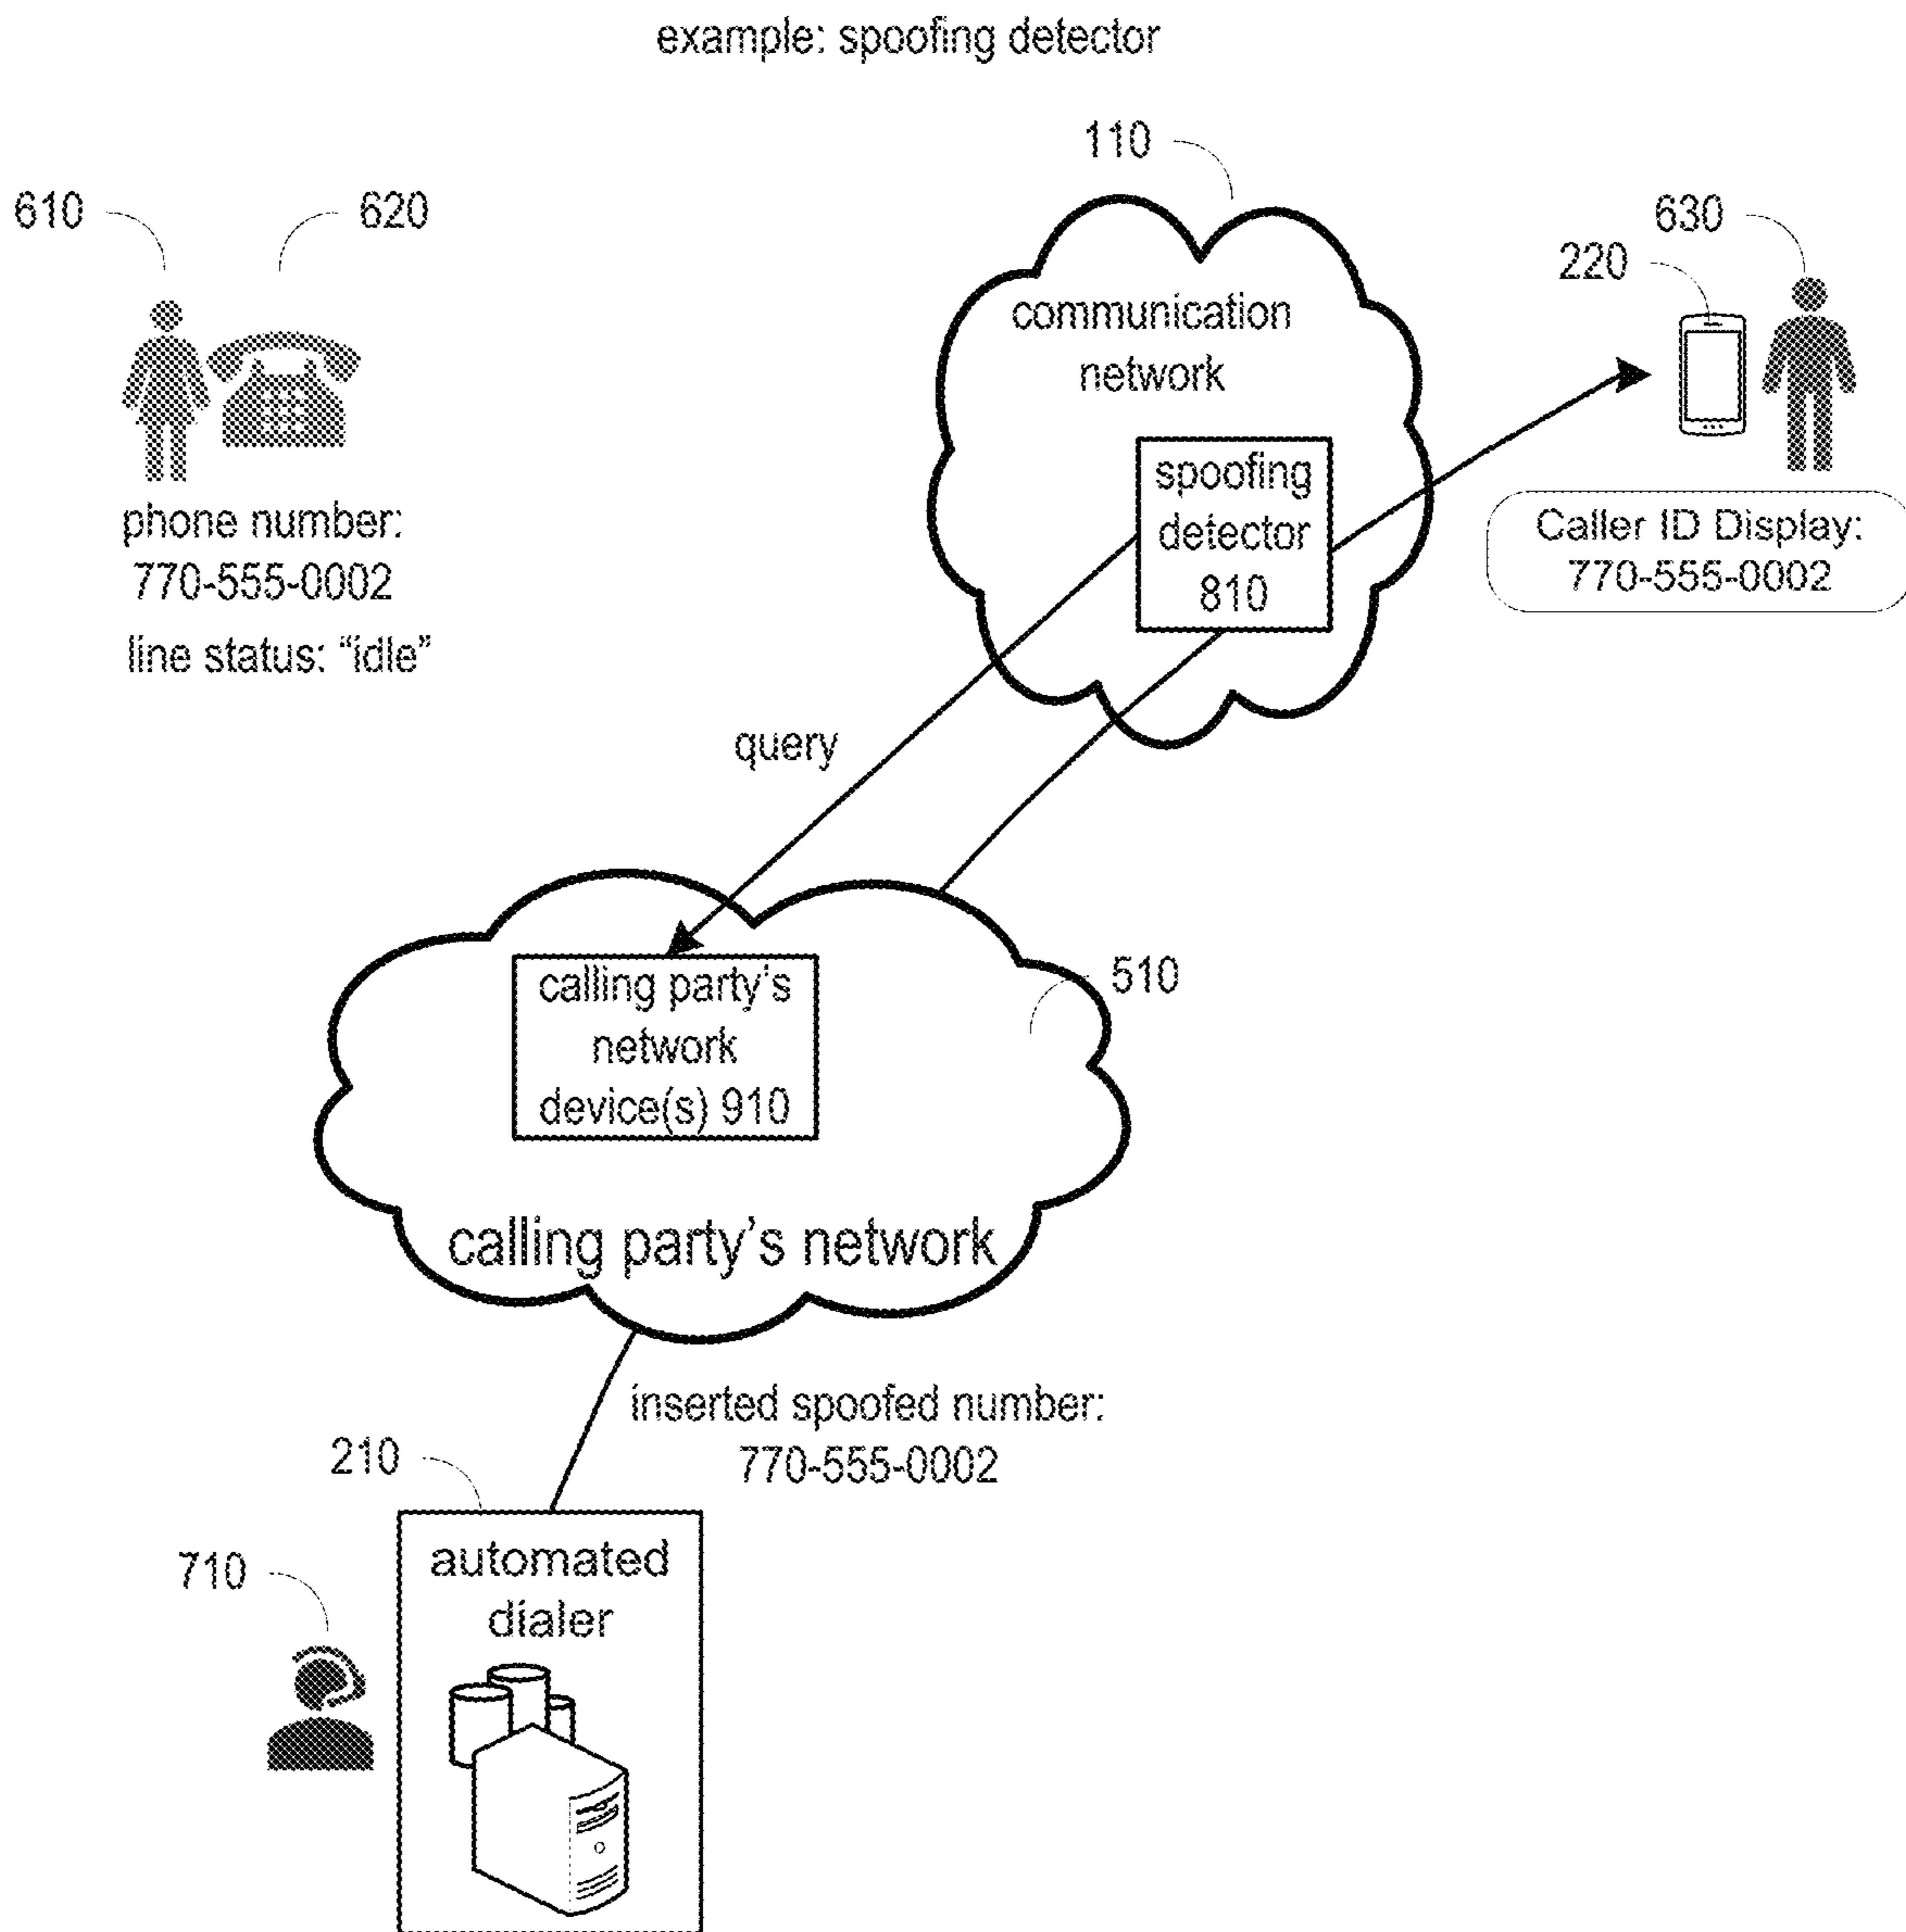 example: spoofing detector
110
610
620
630
220
communication
network
spoofing
detector
810
phone number:
770-555-0002
line status: “idle”
Caller ID Display:
770-555-0002
query
calling party’s
network
device(s) 910
510
calling party’s network
inserted spoofed number:
770-555-0002
210
710
automated
dialer